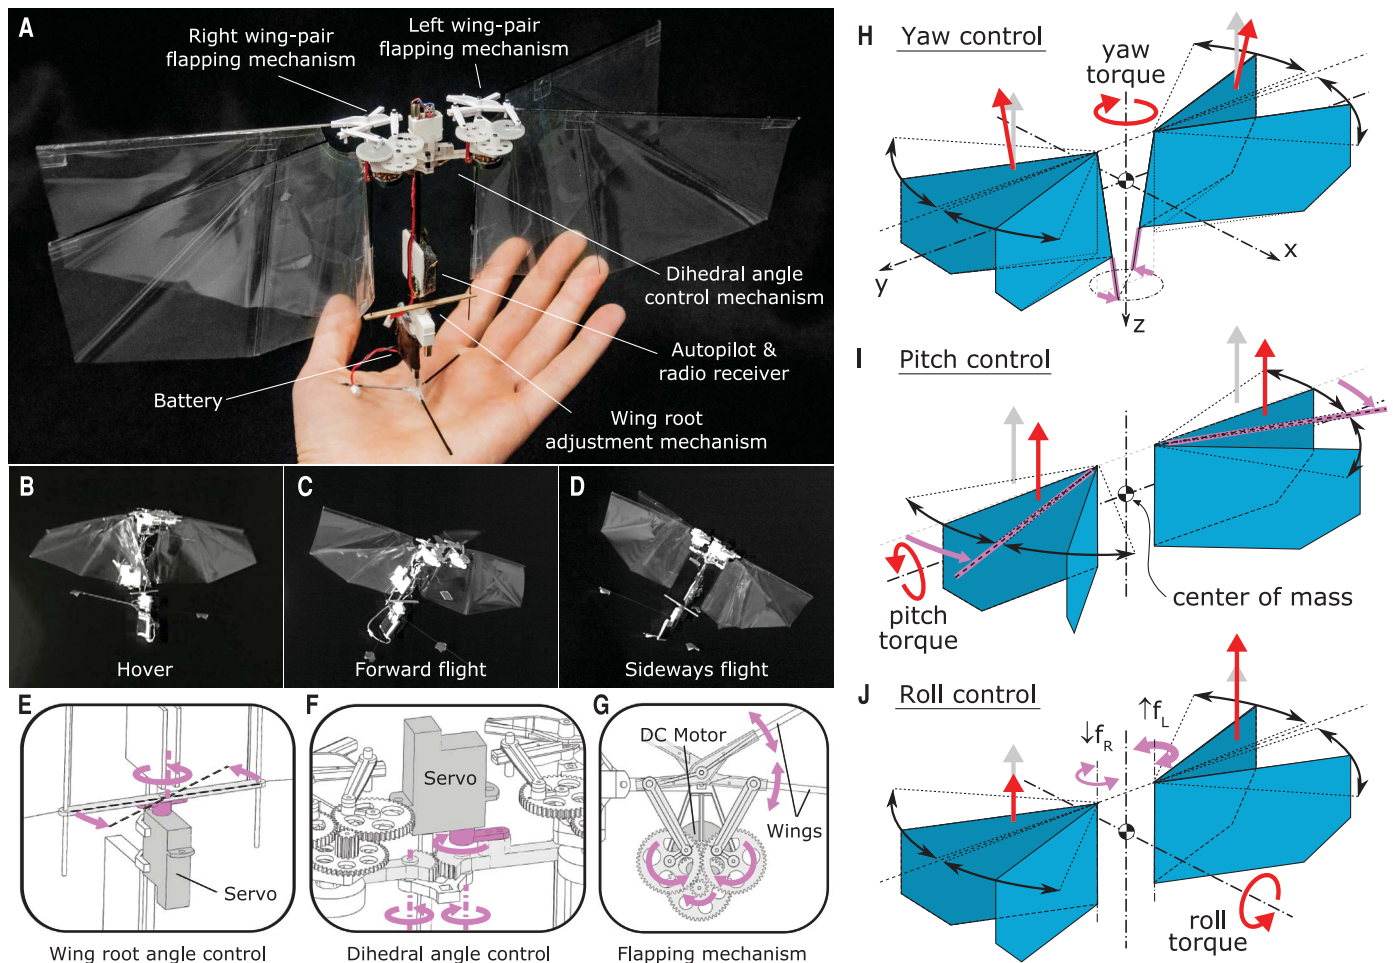 A
Right wing-pair
flapping mechanism
Left wing-pair
flapping mechanism
Dihedral angle
control mechanism
Autopilot &
radio receiver
Battery
Wing root
adjustment mechanism
B
Hover
C
Forward flight
D
Sideways flight
E
Servo
Wing root angle control
F
Servo
Dihedral angle control
G
DC Motor
Wings
Flapping mechanism
H Yaw control
yaw
torque
x
y
z
I Pitch control
pitch
torque
center of mass
J Roll control
↓fR
↑fL
roll
torque